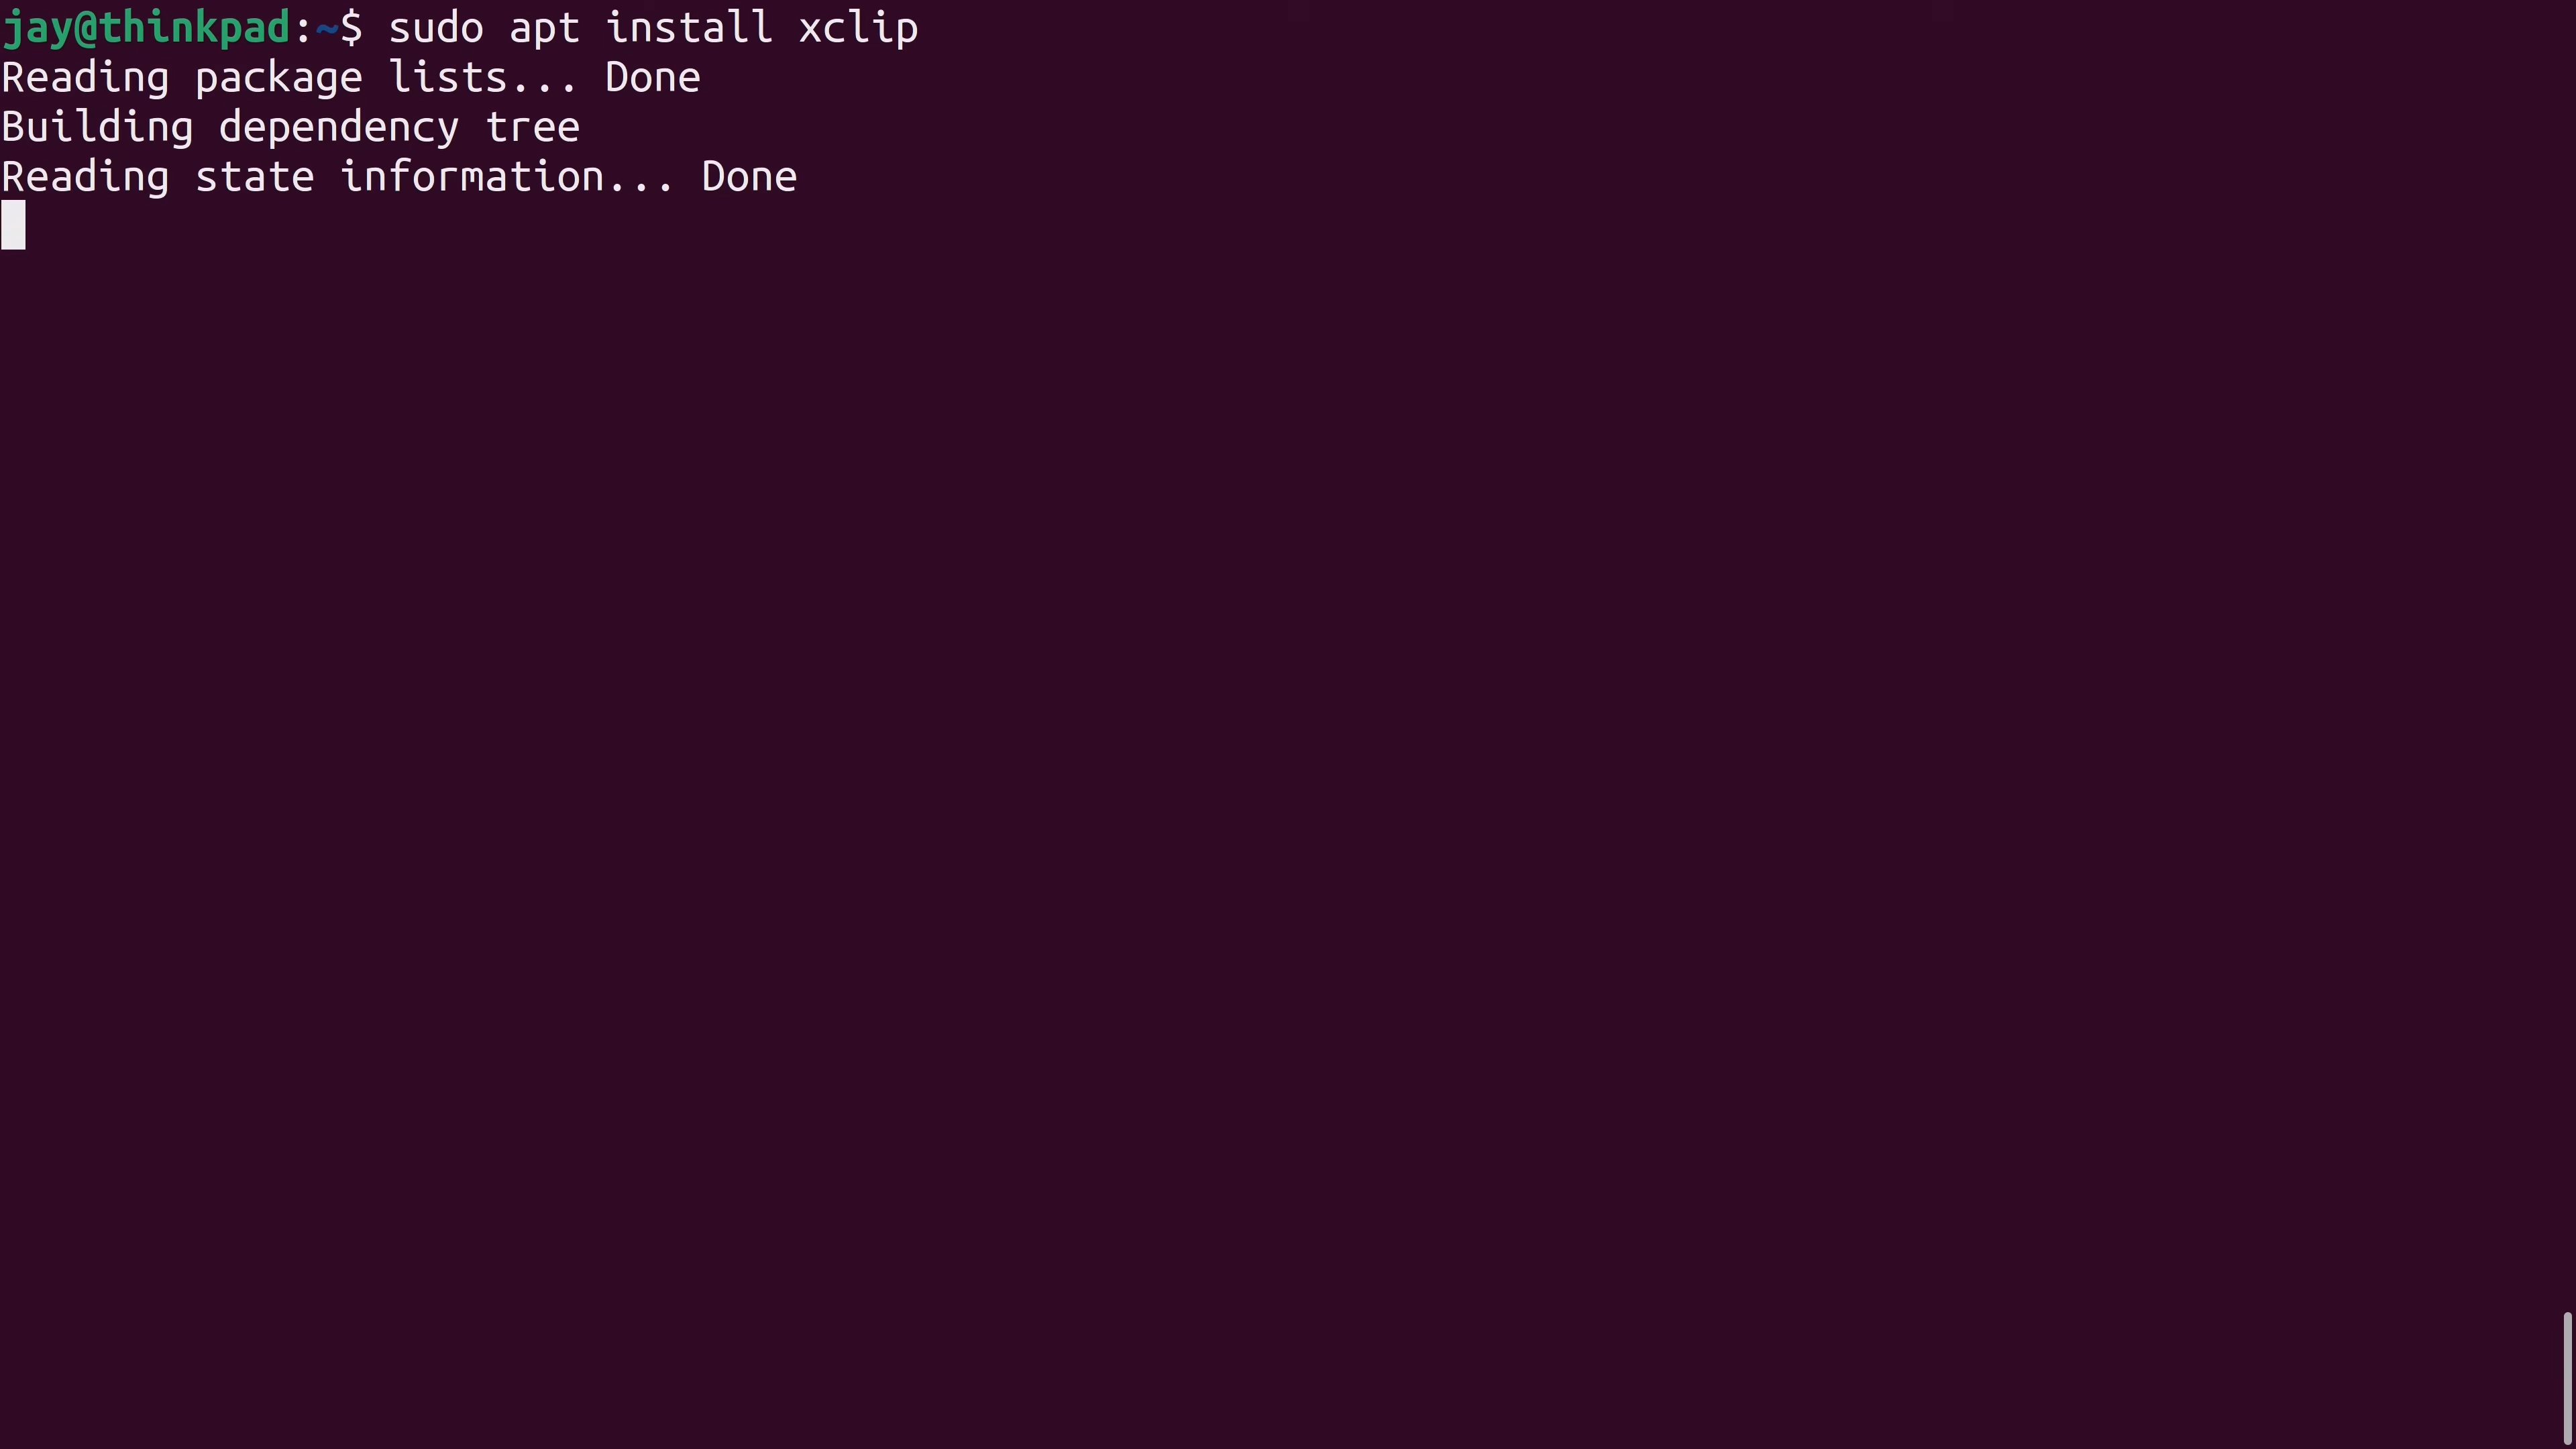 jay@thinkpad:~$ sudo apt install xclip
Reading package lists... Done
Building dependency tree
Reading state information... Done